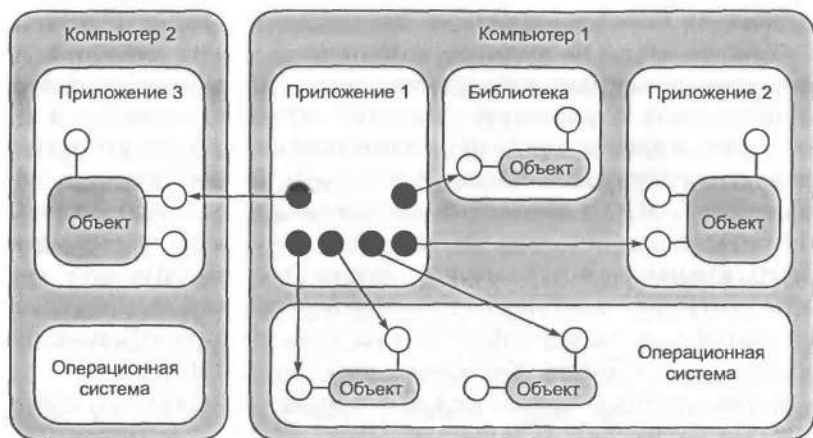 Компьютер 2
Компьютер 1
Приложение 3
Приложение 1
Библиотека
Приложение 2
Объект
Объект
Объект
Операционная
система
Объект
Объект
Операционная
система